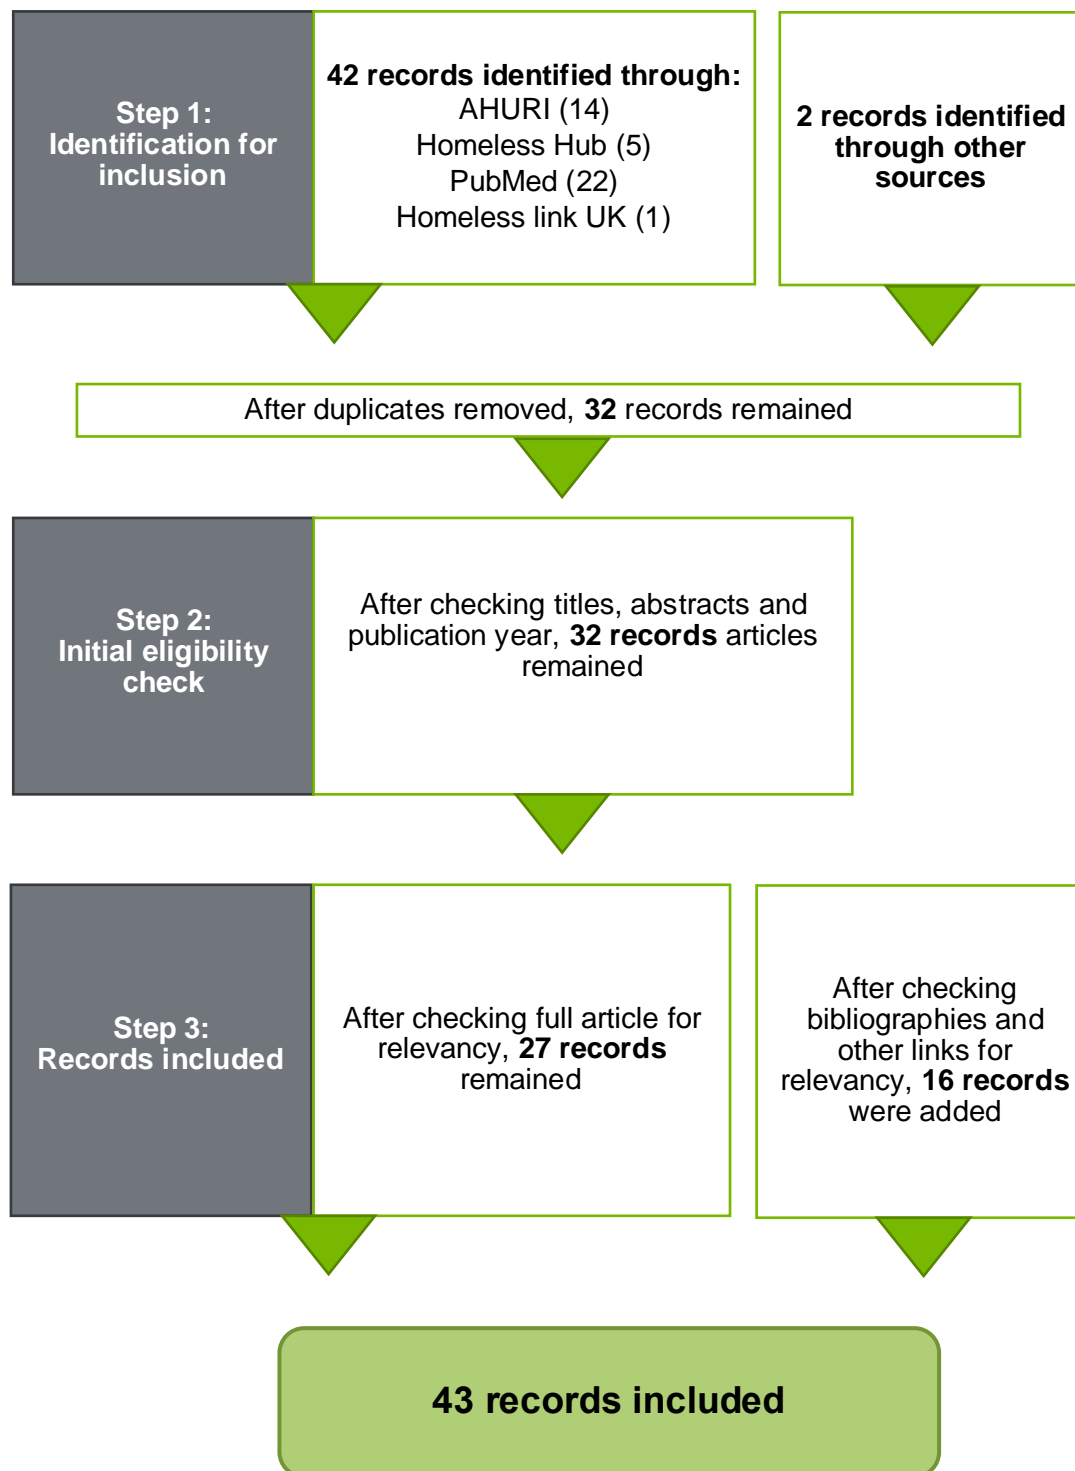 Step 1:
Identification for
inclusion
42 records identified through:
AHURI (14)
Homeless Hub (5)
PubMed (22)
Homeless link UK (1)
2 records identified
through other
sources
After duplicates removed, 32 records remained
Step 2:
Initial eligibility
check
After checking titles, abstracts and
publication year, 32 records articles
remained
Step 3:
Records included
After checking full article for
relevancy, 27 records
remained
After checking
bibliographies and
other links for
relevancy, 16 records
were added
43 records included